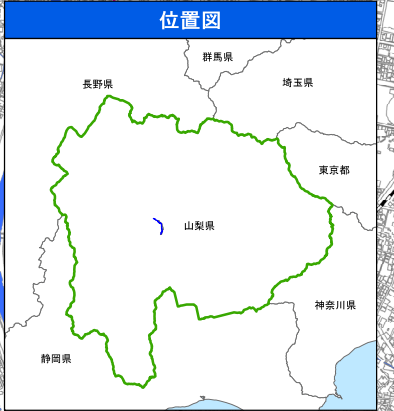 位置図
群馬県
長野県
埼玉県
東京都
山梨県
神奈川県
静岡県